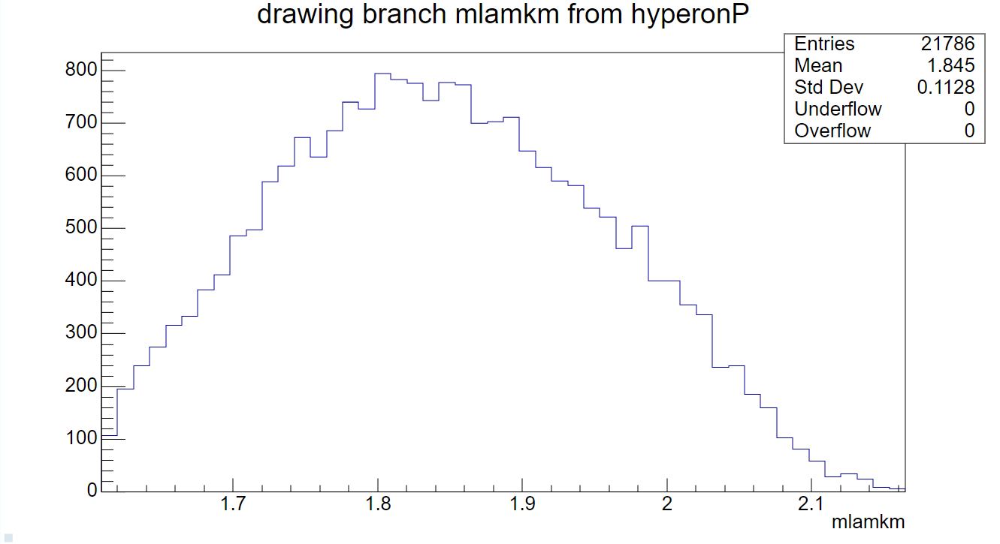 drawing branch mlamkm from hyperonP
Entries 21786
Mean 1.845
Std Dev 0.1128
Underflow 0
Overflow 0
800
700
600
500
400
300
200
100
0
1.7 1.8 1.9 2 2.1
mlamkm